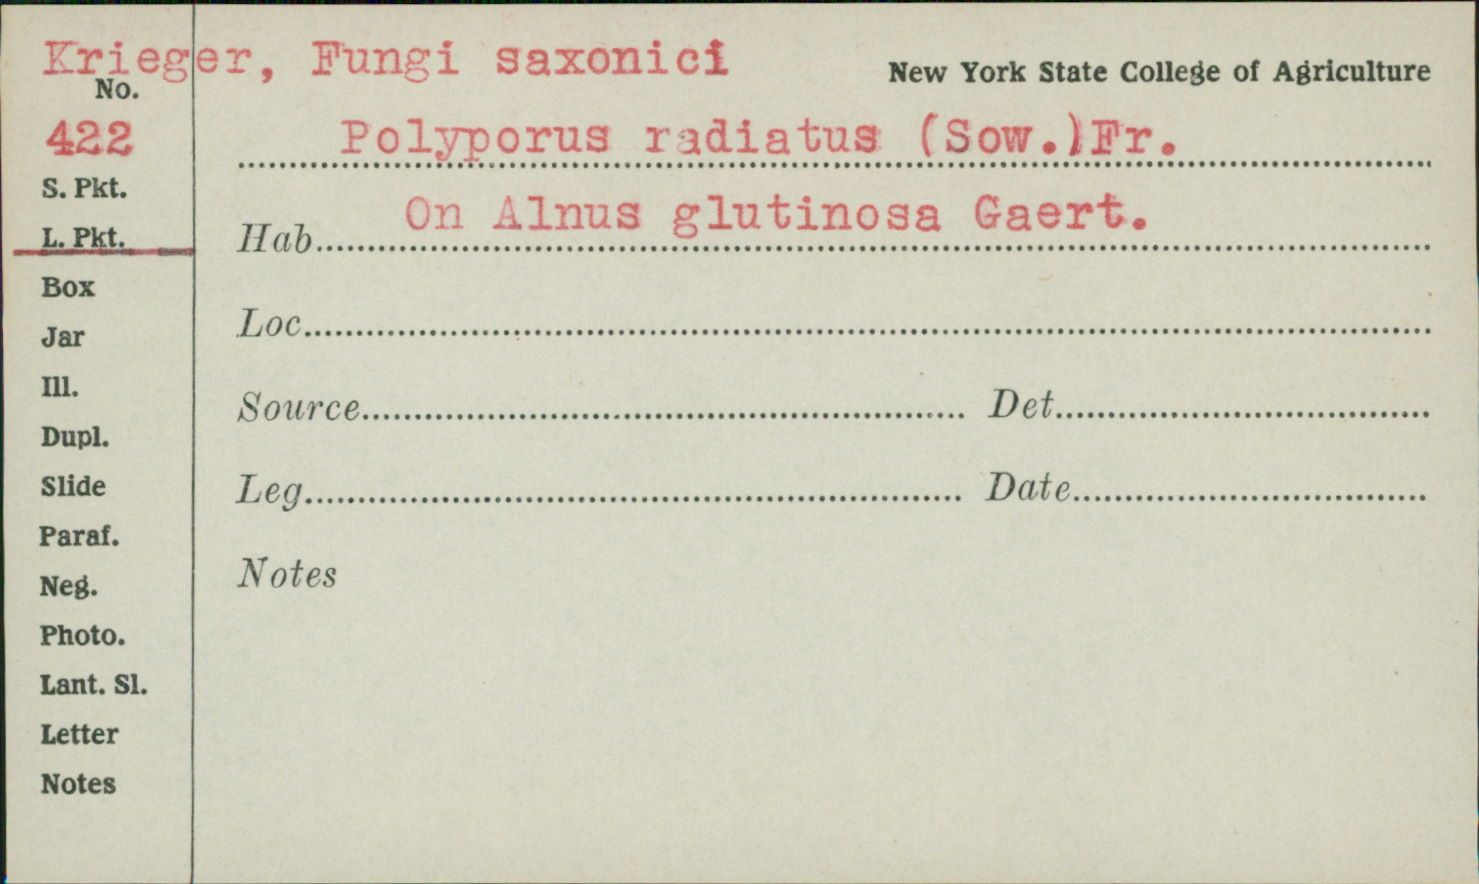 Krieger, Fungi saxonici
New York State College of Agriculture
No.
422
Polyporus radiatus (Sow.)Fr.
S. Pkt.
L. Pkt.
Hab. On Alnus glutinosa Gaert.
Box
Loc.
Jar
Ill.
Source Det.
Dupl.
Slide
Leg. Date
Paraf.
Notes
Neg.
Photo.
Lant. Sl.
Letter
Notes